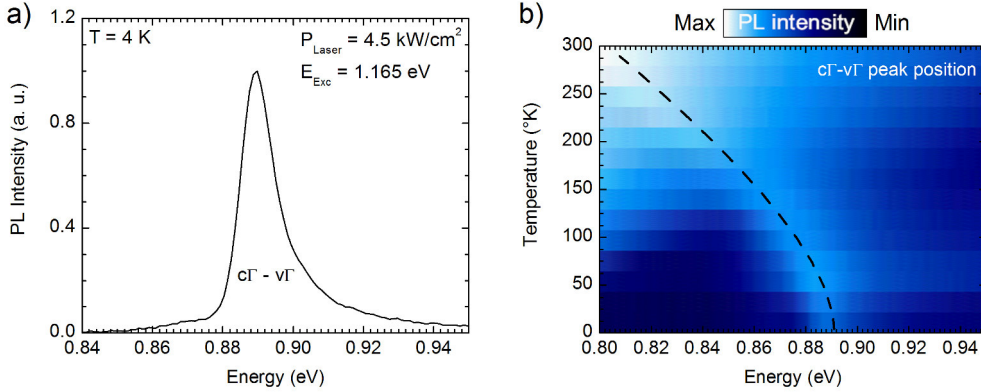 a)
1.2
T = 4 K
P_Laser = 4.5 kW/cm²
E_Exc = 1.165 eV
0.8
0.4
0.0
PL Intensity (a. u.)
cΓ - vΓ
0.84 0.86 0.88 0.90 0.92 0.94
Energy (eV)
b)
Max PL intensity Min
cΓ-vΓ peak position
300
250
200
150
100
50
0
Temperature (°K)
0.80 0.82 0.84 0.86 0.88 0.90 0.92 0.94
Energy (eV)